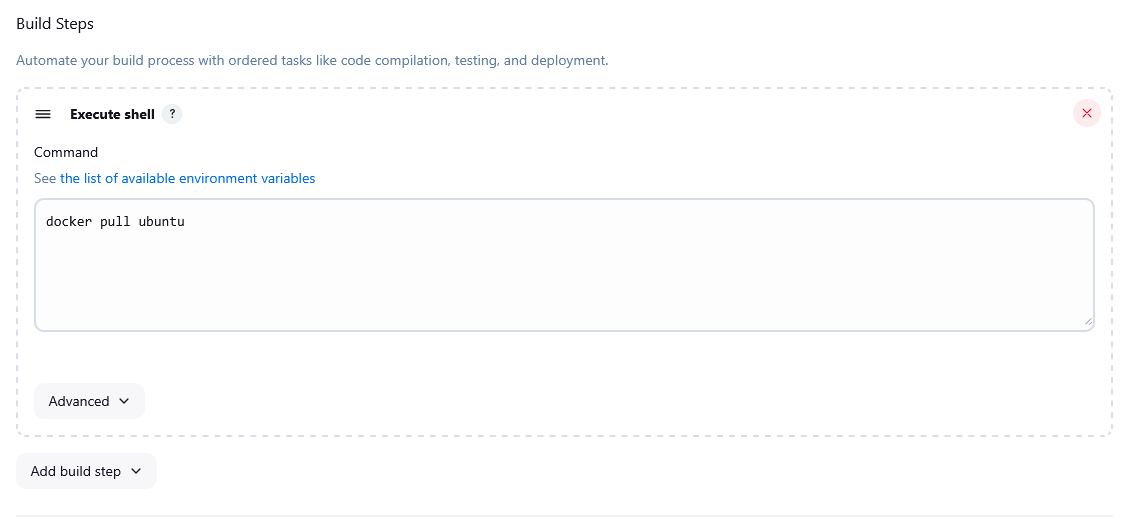 Build Steps
Automate your build process with ordered tasks like code compilation, testing, and deployment.
Execute shell ?
Command
See the list of available environment variables
docker pull ubuntu
Advanced
Add build step